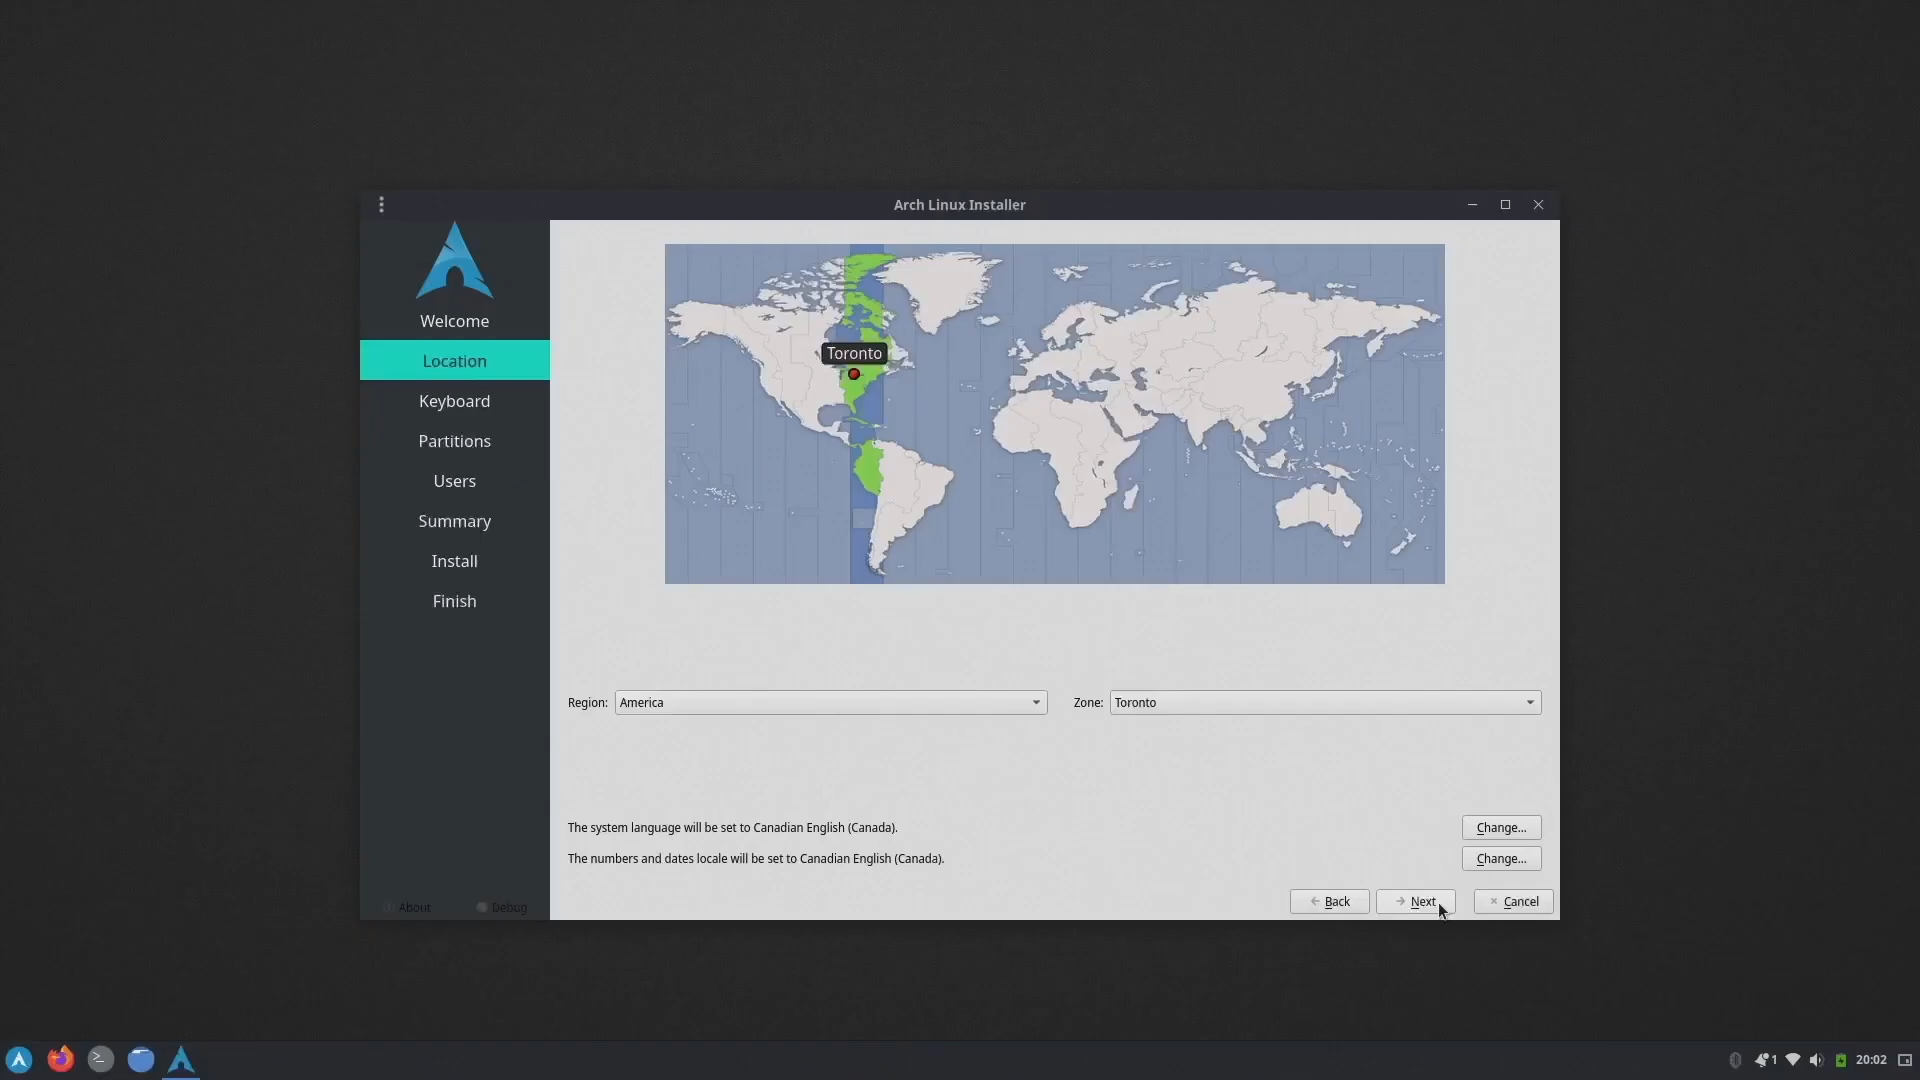 Arch Linux Installer
Welcome
Location
Keyboard
Partitions
Users
Summary
Install
Finish
About
Debug
Toronto
Region: America
Zone: Toronto
The system language will be set to Canadian English (Canada).
Change...
The numbers and dates locale will be set to Canadian English (Canada).
Change...
Back
Next
Cancel
1
20:02